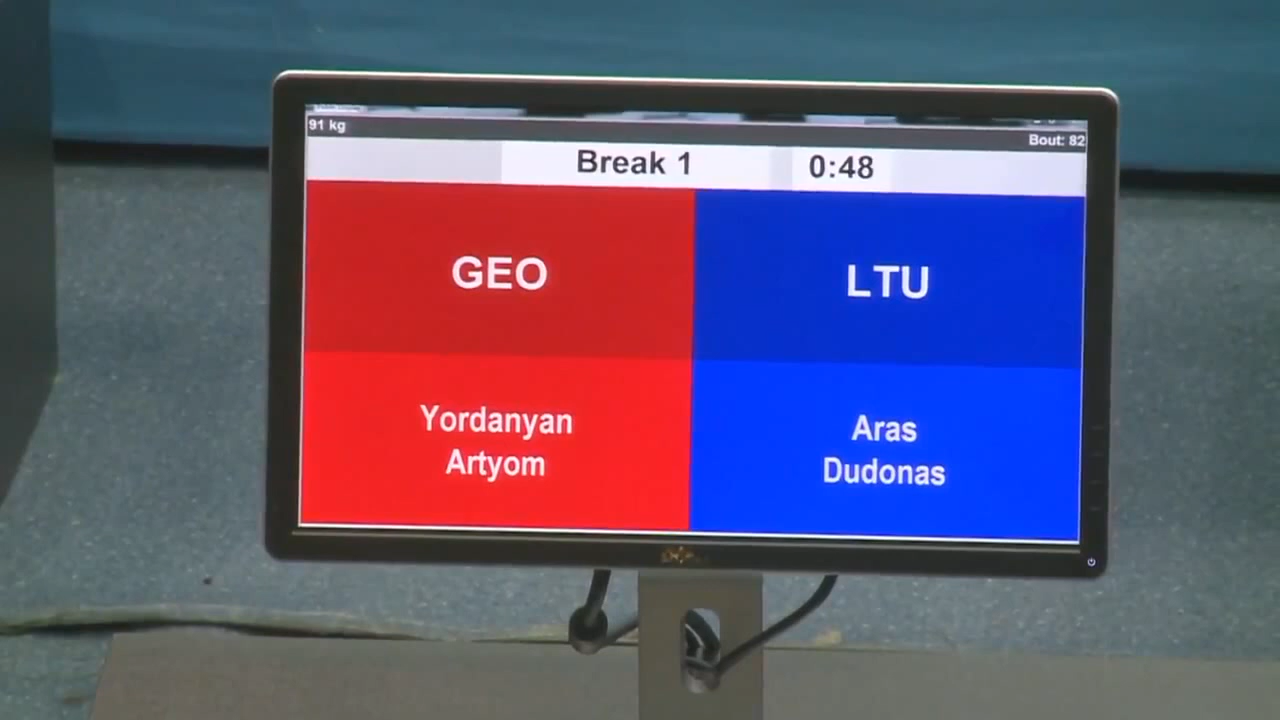 91 kg
Bout: 82
Break 1
0:48
GEO
LTU
Yordanyan
Artyom
Aras
Dudonas